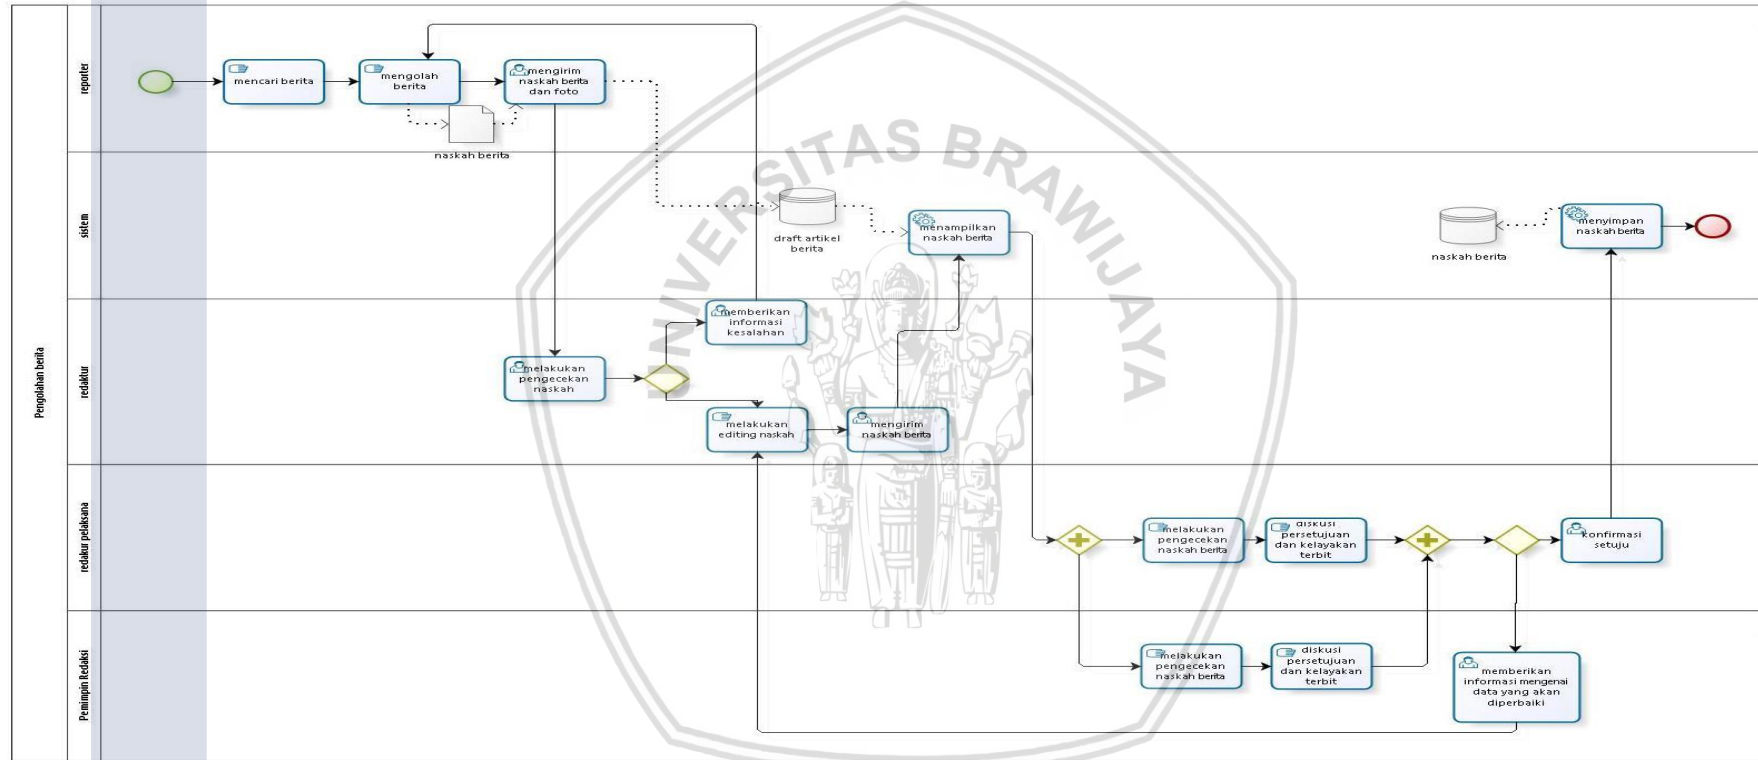 Pengolahan berita
reporter
mencari berita
mengolah
berita
mengirim
naskah berita
dan foto
naskah berita
UNIVERSITAS BRAWIJAYA
sistem
draft artikel
berita
menampilkan
naskah berita
naskah berita
menyimpan
naskah berita
redaktur
melakukan
pengecekan
naskah
memberikan
informasi
kesalahan
melakukan
editing naskah
mengirim
naskah berita
redakur pelaksana
melakukan
pengecekan
naskah berita
diskusi
persetujuan
dan kelayakan
terbit
konfirmasi
setuju
Pemimpin Redaksi
melakukan
pengecekan
naskah berita
diskusi
persetujuan
dan kelayakan
terbit
memberikan
informasi mengenai
data yang akan
diperbaiki